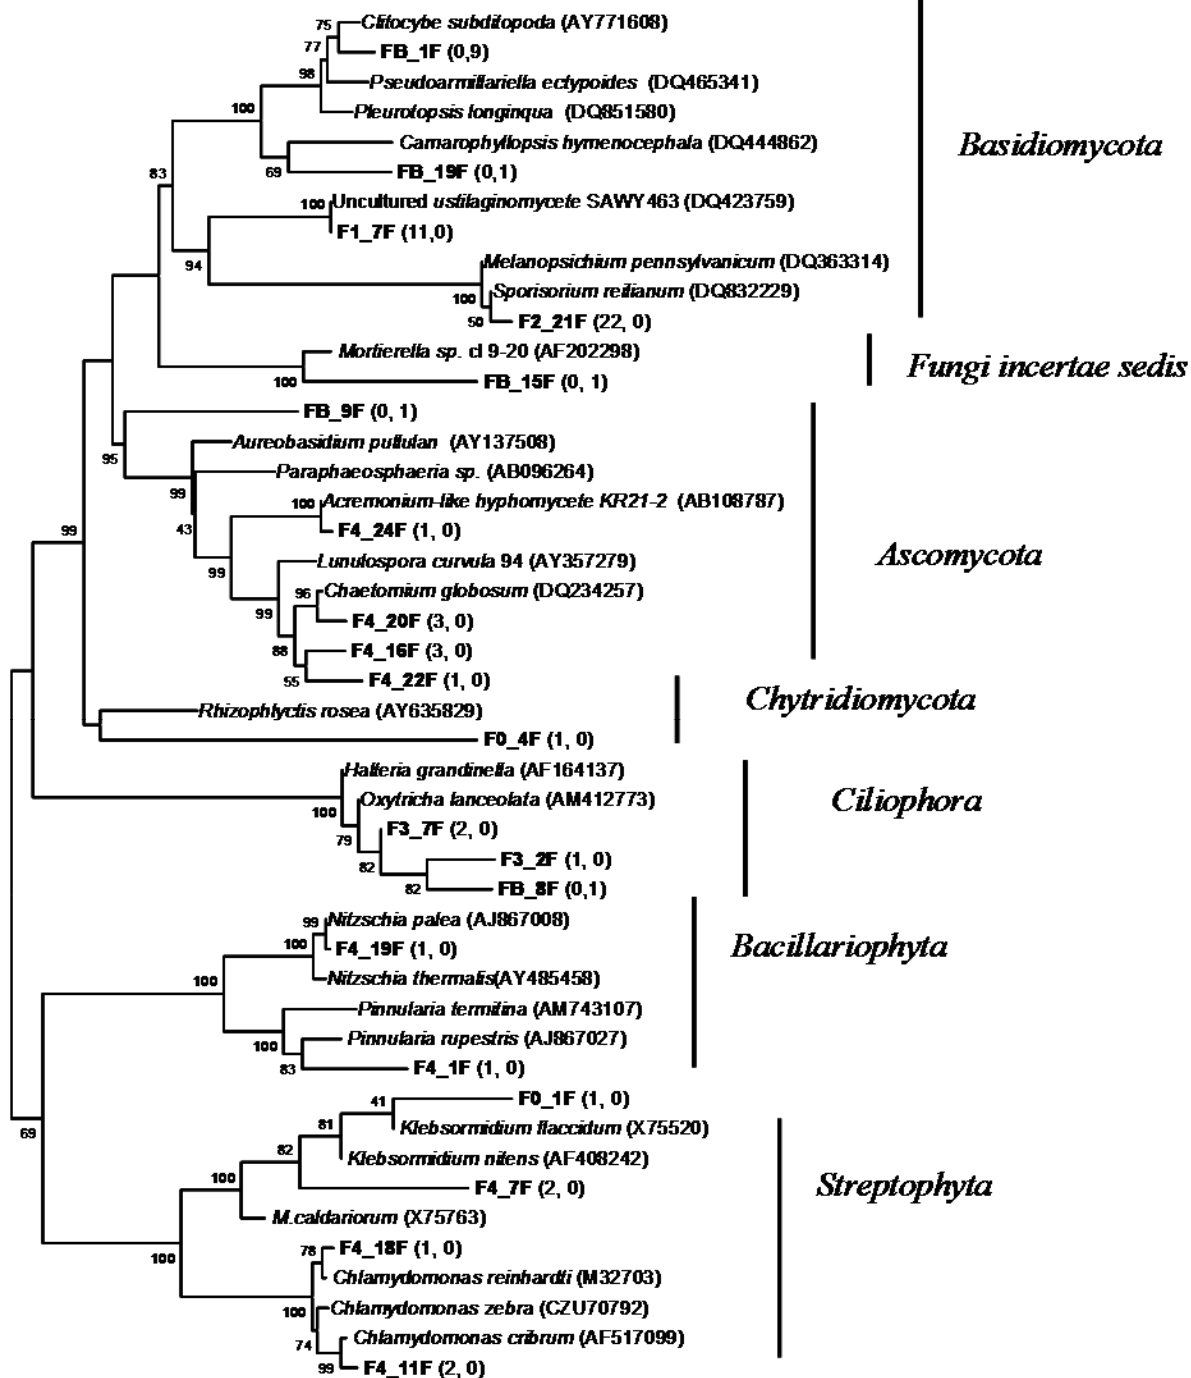 75 Clitocybe subditopoda (AY771608)
77 FB_1F (0,9)
98 Pseudoarmillariella ectypoides (DQ465341)
100 Pleurotopsis longinqua (DQ851580)
Camarophyllopsis hymenocephala (DQ444862)
Basidiomycota
83 69 FB_19F (0,1)
100 Uncultured ustilaginomycete SAWY463 (DQ423759)
F1_7F (11,0)
94 Melanopsichium pennsylvanicum (DQ363314)
100 Sporisorium reilianum (DQ832229)
50 F2_21F (22, 0)
Mortierella sp. cl 9-20 (AF202298)
Fungi incertae sedis
100 FB_15F (0, 1)
FB_9F (0, 1)
95 Aureobasidium pullulan (AY137508)
Paraphaeosphaeria sp. (AB096264)
99 100 Acremonium-like hyphomycete KR21-2 (AB108787)
99 43 F4_24F (1, 0)
Ascomycota
99 Lunulospora curvula 94 (AY357279)
96 Chaetomium globosum (DQ234257)
99 F4_20F (3, 0)
88 F4_16F (3, 0)
55 F4_22F (1, 0)
Chytridiomycota
Rhizophlyctis rosea (AY635829)
F0_4F (1, 0)
Halteria grandinella (AF164137)
Ciliophora
100 Oxytricha lanceolata (AM412773)
79 F3_7F (2, 0)
82 F3_2F (1, 0)
82 FB_8F (0,1)
99 Nitzschia palea (AJ867008)
100 F4_19F (1, 0)
Bacillariophyta
100 Nitzschia thermalis(AY485458)
Pinnularia termitina (AM743107)
100 Pinnularia rupestris (AJ867027)
83 F4_1F (1, 0)
41 F0_1F (1, 0)
69 81 Klebsormidium flaccidum (X75520)
82 Klebsormidium nitens (AF408242)
100 F4_7F (2, 0)
Streptophyta
M.caldariorum (X75763)
100 78 F4_18F (1, 0)
Chlamydomonas reinhardti (M32703)
100 Chlamydomonas zebra (CZU70792)
74 Chlamydomonas cribrum (AF517099)
99 F4_11F (2, 0)